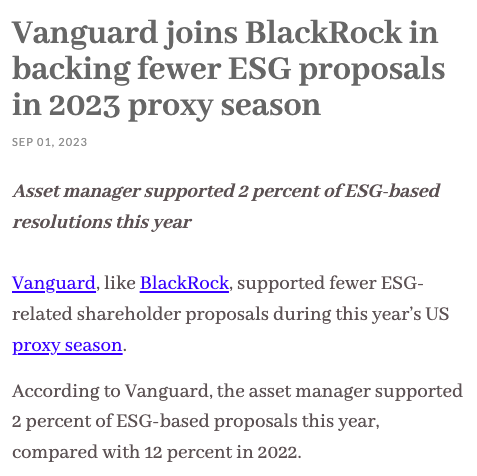 Vanguard joins BlackRock in
backing fewer ESG proposals
in 2023 proxy season
SEP 01, 2023
Asset manager supported 2 percent of ESG-based
resolutions this year
Vanguard, like BlackRock, supported fewer ESG-
related shareholder proposals during this year’s US
proxy season.
According to Vanguard, the asset manager supported
2 percent of ESG-based proposals this year,
compared with 12 percent in 2022.